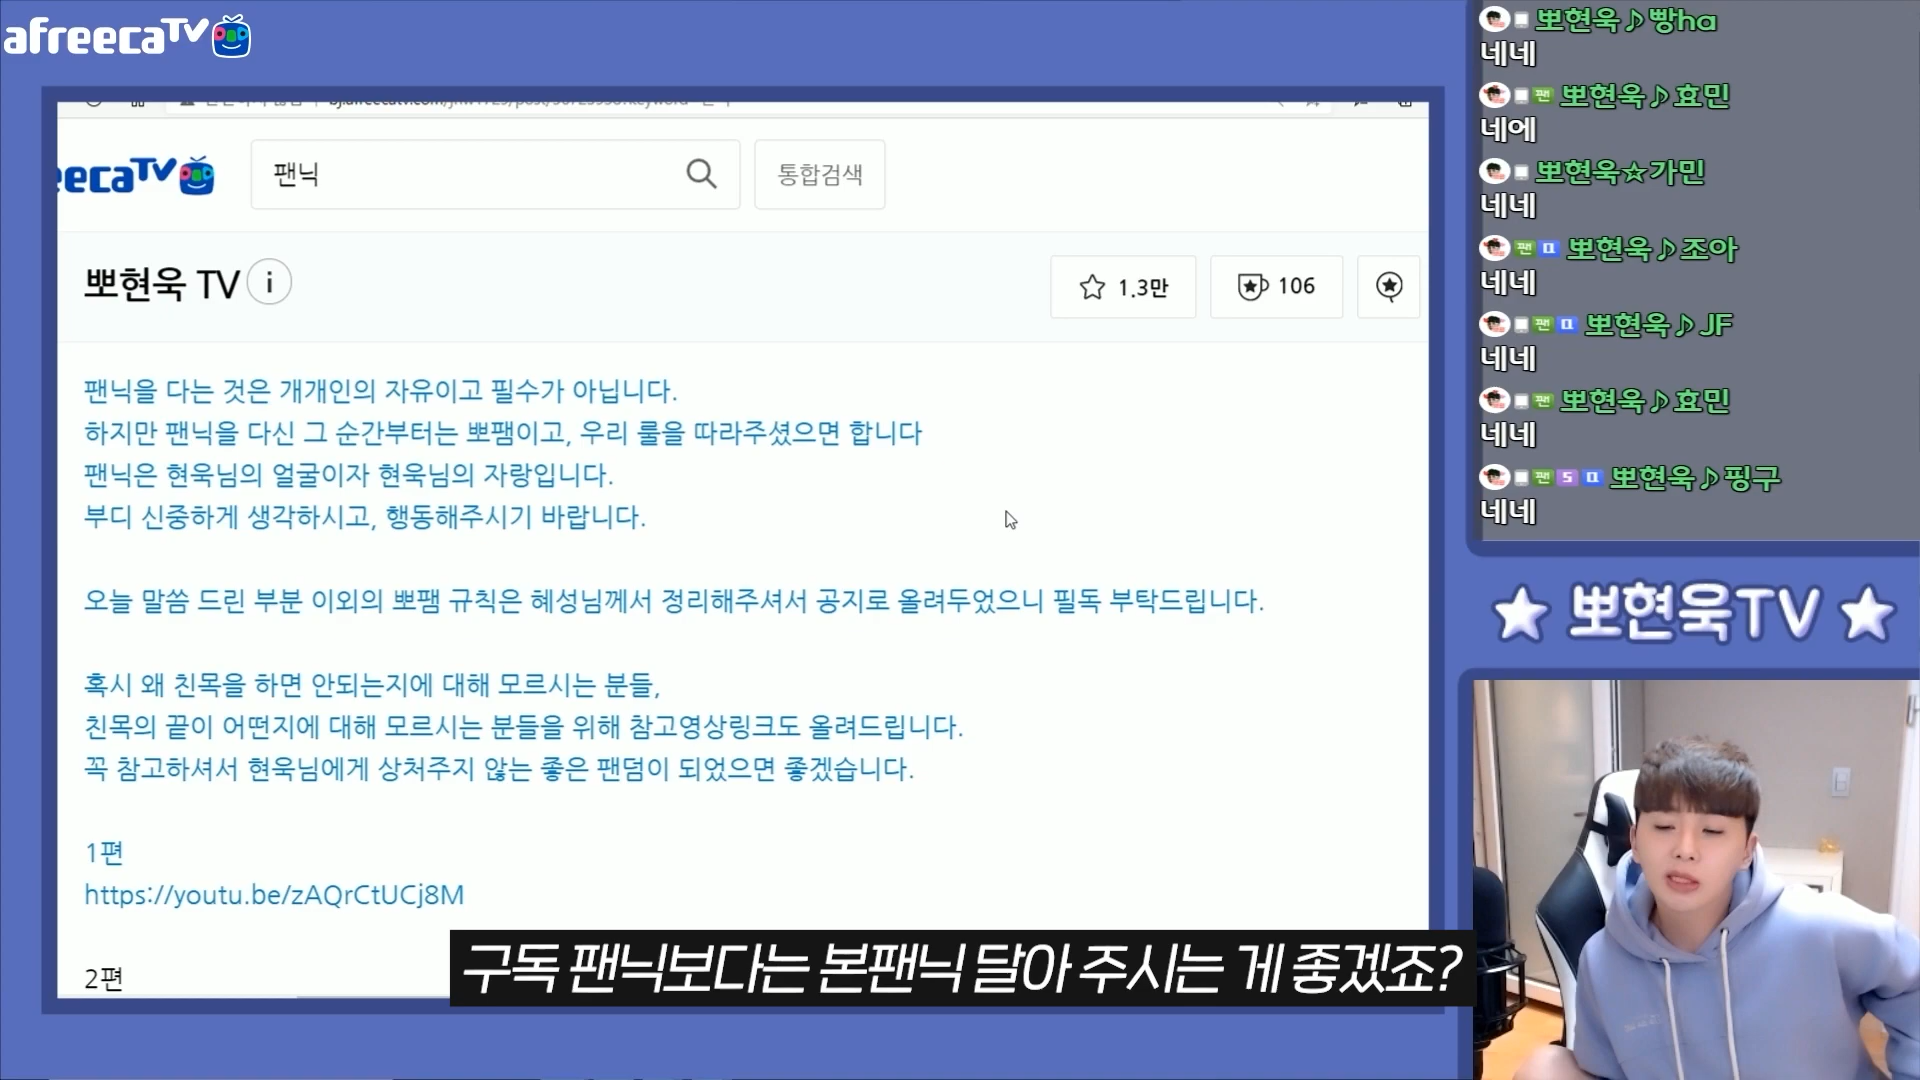 afreecaTV
eecaTV
팬닉
통합검색
뽀현욱 TV
i
1.3만
106
팬닉을 다는 것은 개개인의 자유이고 필수가 아닙니다.
하지만 팬닉을 다신 그 순간부터는 뽀팸이고, 우리 룰을 따라주셨으면 합니다
팬닉은 현욱님의 얼굴이자 현욱님의 자랑입니다.
부디 신중하게 생각하시고, 행동해주시기 바랍니다.
오늘 말씀 드린 부분 이외의 뽀팸 규칙은 혜성님께서 정리해주셔서 공지로 올려두었으니 필독 부탁드립니다.
혹시 왜 친목을 하면 안되는지에 대해 모르시는 분들,
친목의 끝이 어떤지에 대해 모르시는 분들을 위해 참고영상링크도 올려드립니다.
꼭 참고하셔서 현욱님에게 상처주지 않는 좋은 팬덤이 되었으면 좋겠습니다.
1편
https://youtu.be/zAQrCtUCj8M
2편
구독 팬닉보다는 본팬닉 달아 주시는 게 좋겠죠?
뽀현욱♪빵ha
네네
팬 뽀현욱♪효민
네에
뽀현욱☆가민
네네
팬 뽀현욱♪조아
네네
팬 뽀현욱♪JF
네네
팬 뽀현욱♪효민
네네
팬 S 뽀현욱♪핑구
네네
★ 뽀현욱TV ★